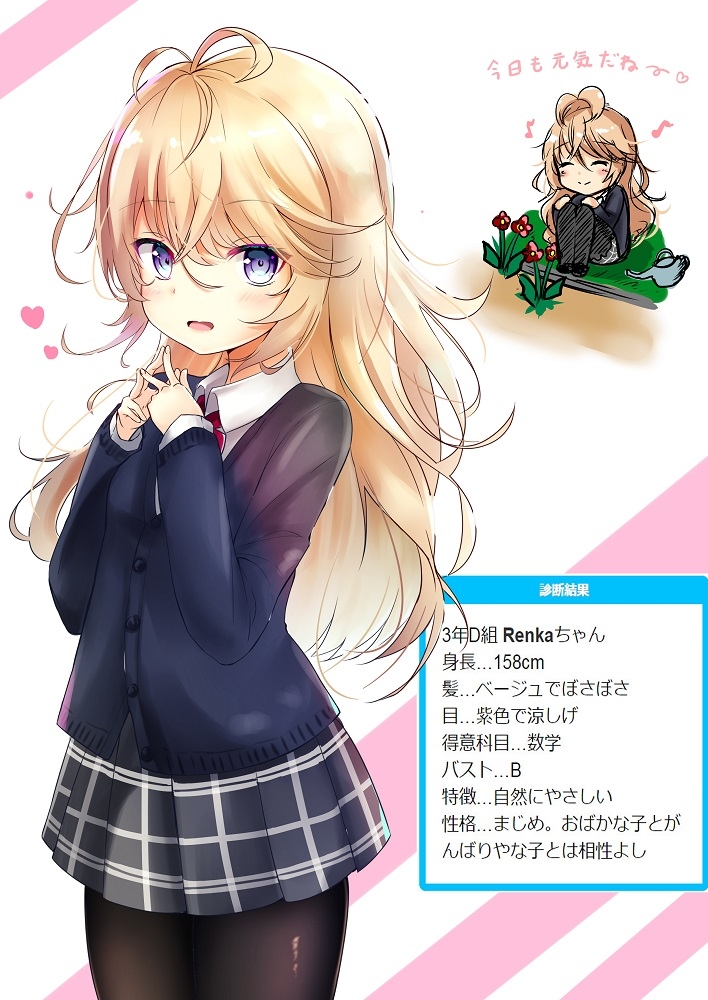 今日も元気だね〜♡
診断結果
3年D組 Renkaちゃん
身長…158cm
髪…ベージュでぼさぼさ
目…紫色で涼しげ
得意科目…数学
バスト…B
特徴…自然にやさしい
性格…まじめ。おばかな子とが
んばりやな子とは相性よし